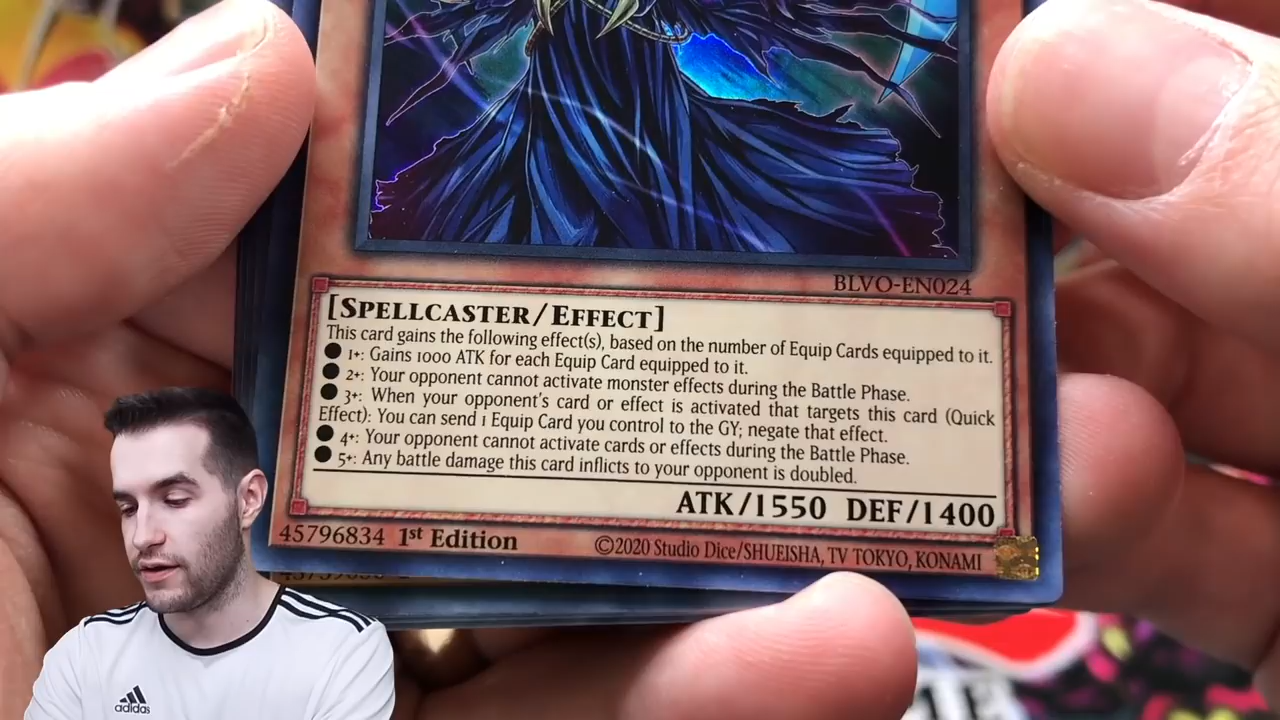 BLVO-EN024
[SPELLCASTER/EFFECT]
This card gains the following effect(s), based on the number of Equip Cards equipped to it.
● 1+: Gains 1000 ATK for each Equip Card equipped to it.
● 2+: Your opponent cannot activate monster effects during the Battle Phase.
● 3+: When your opponent's card or effect is activated that targets this card (Quick
Effect): You can send 1 Equip Card you control to the GY; negate that effect.
● 4+: Your opponent cannot activate cards or effects during the Battle Phase.
● 5+: Any battle damage this card inflicts to your opponent is doubled.
ATK/1550 DEF/1400
45796834 1st Edition
©2020 Studio Dice/SHUEISHA, TV TOKYO, KONAMI
adidas